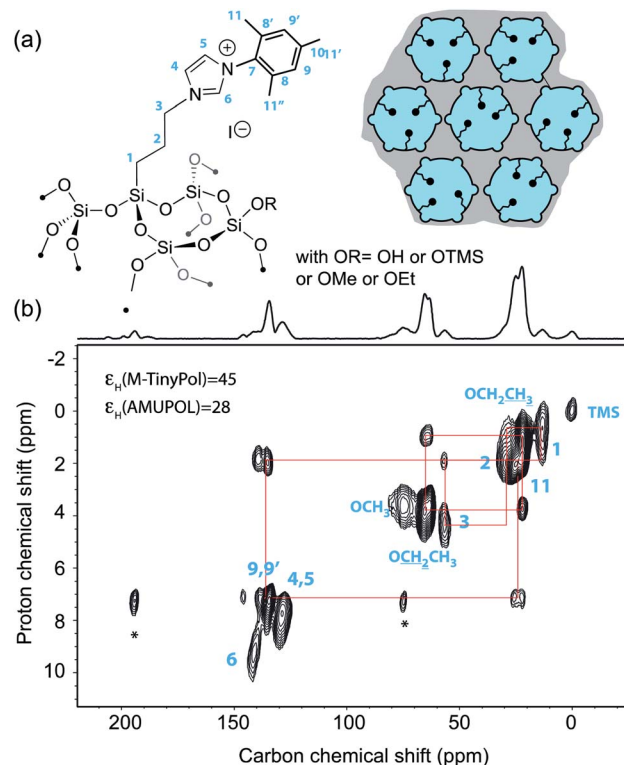 (a)
11
8′
9′
5
4
N
⊕
N
7
10
11′
8
9
6
11″
3
I⊖
2
1
O
Si
Si
O
O
O
Si
O
O
OR
Si
O
Si
O
O
O
O
O
with OR= OH or OTMS
or OMe or OEt
(b)
-2
0
2
4
6
8
10
Proton chemical shift (ppm)
εH(M-TinyPol)=45
εH(AMUPOL)=28
OCH2CH3
TMS
1
2
11
OCH3
3
OCH2CH3
9,9′
4,5
6
*
*
200
150
100
50
0
Carbon chemical shift (ppm)